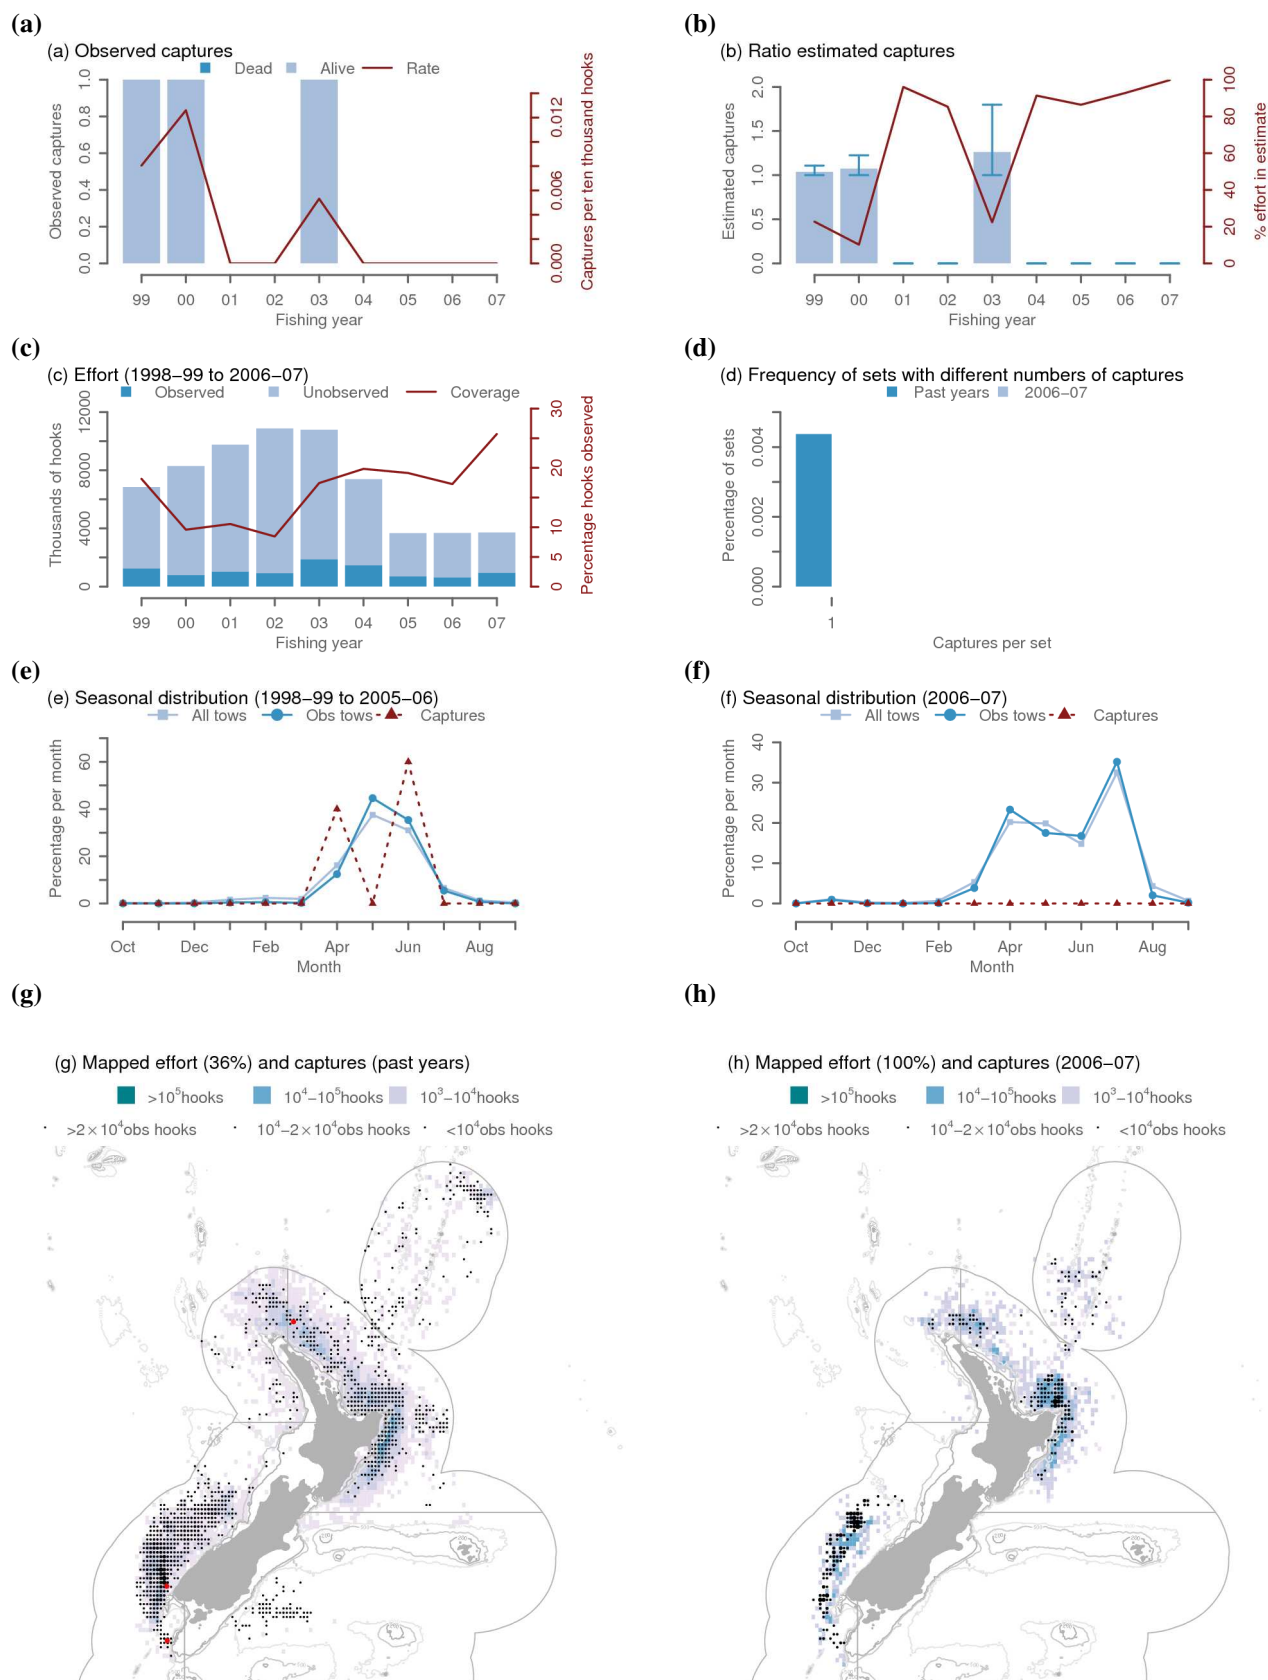 (a)
(b)
(a) Observed captures
Dead Alive Rate
Observed captures
0.0 0.2 0.4 0.6 0.8 1.0
0.000 0.006 0.012
Captures per ten thousand hooks
99 00 01 02 03 04 05 06 07
Fishing year
(b) Ratio estimated captures
Estimated captures
0.0 0.5 1.0 1.5 2.0
0 20 40 60 80 100
% effort in estimate
99 00 01 02 03 04 05 06 07
Fishing year
(c)
(d)
(c) Effort (1998–99 to 2006–07)
Observed Unobserved Coverage
Thousands of hooks
0 4000 8000 12000
0 5 10 20 30
Percentage hooks observed
99 00 01 02 03 04 05 06 07
Fishing year
(d) Frequency of sets with different numbers of captures
Past years 2006–07
Percentage of sets
0.000 0.002 0.004
1
Captures per set
(e)
(f)
(e) Seasonal distribution (1998–99 to 2005–06)
All tows Obs tows Captures
Percentage per month
0 20 40 60
Oct Dec Feb Apr Jun Aug
Month
(f) Seasonal distribution (2006–07)
All tows Obs tows Captures
Percentage per month
0 10 20 30 40
Oct Dec Feb Apr Jun Aug
Month
(g)
(h)
(g) Mapped effort (36%) and captures (past years)
>10⁵hooks 10⁴–10⁵hooks 10³–10⁴hooks
>2×10⁴obs hooks 10⁴–2×10⁴obs hooks <10⁴obs hooks
(h) Mapped effort (100%) and captures (2006–07)
>10⁵hooks 10⁴–10⁵hooks 10³–10⁴hooks
>2×10⁴obs hooks 10⁴–2×10⁴obs hooks <10⁴obs hooks